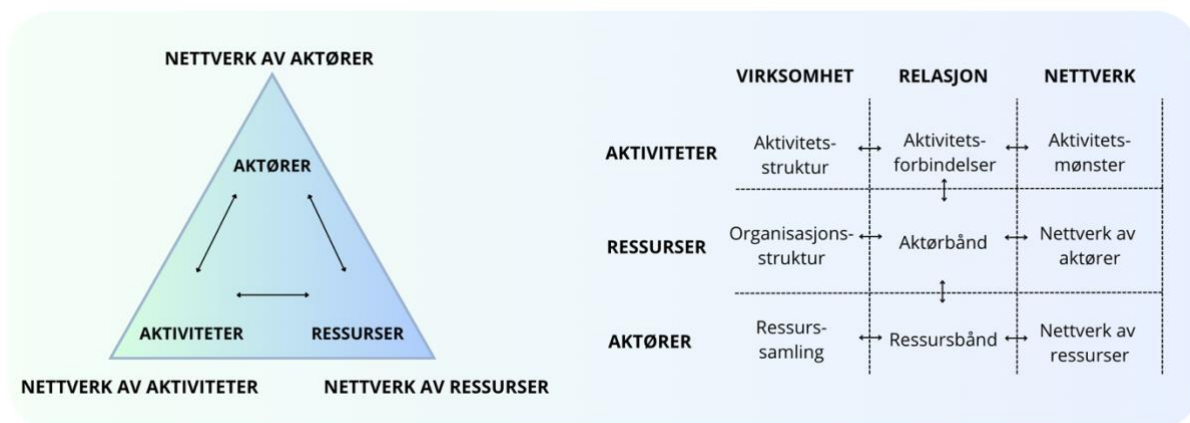 NETTVERK AV AKTØRER
AKTØRER
AKTIVITETER
RESSURSER
NETTVERK AV AKTIVITETER
NETTVERK AV RESSURSER
VIRKSOMHET
RELASJON
NETTVERK
AKTIVITETER
Aktivitets-
struktur
Aktivitets-
forbindelser
Aktivitets-
mønster
RESSURSER
Organisasjons-
struktur
Aktørbånd
Nettverk av
aktører
AKTØRER
Ressurs-
samling
Ressursbånd
Nettverk av
ressurser